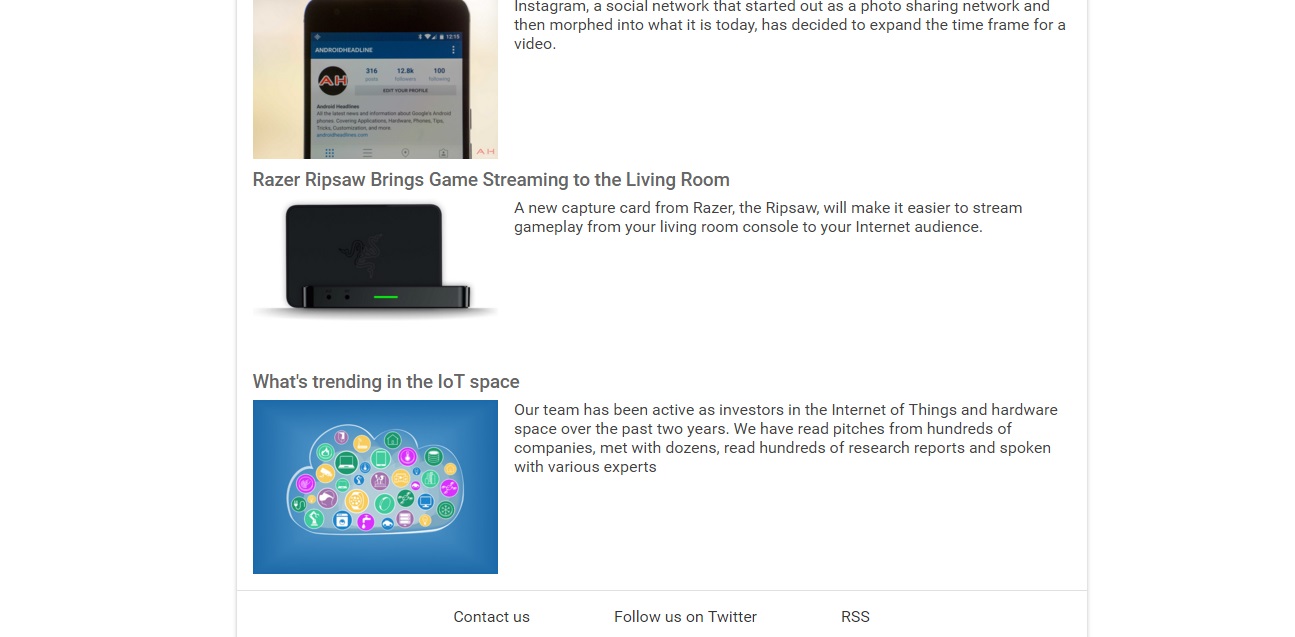 Instagram, a social network that started out as a photo sharing network and
then morphed into what it is today, has decided to expand the time frame for a
video.
12:15
ANDROIDHEADLINE
AH
316
12.8k
100
posts
followers
following
EDIT YOUR PROFILE
Android Headlines
All the latest news and information about Google's Android
phones. Covering Applications, Hardware, Phones, Tips,
Tricks, Customization, and more.
androidheadlines.com
AH
Razer Ripsaw Brings Game Streaming to the Living Room
A new capture card from Razer, the Ripsaw, will make it easier to stream
gameplay from your living room console to your Internet audience.
What's trending in the IoT space
Our team has been active as investors in the Internet of Things and hardware
space over the past two years. We have read pitches from hundreds of
companies, met with dozens, read hundreds of research reports and spoken
with various experts
Contact us
Follow us on Twitter
RSS